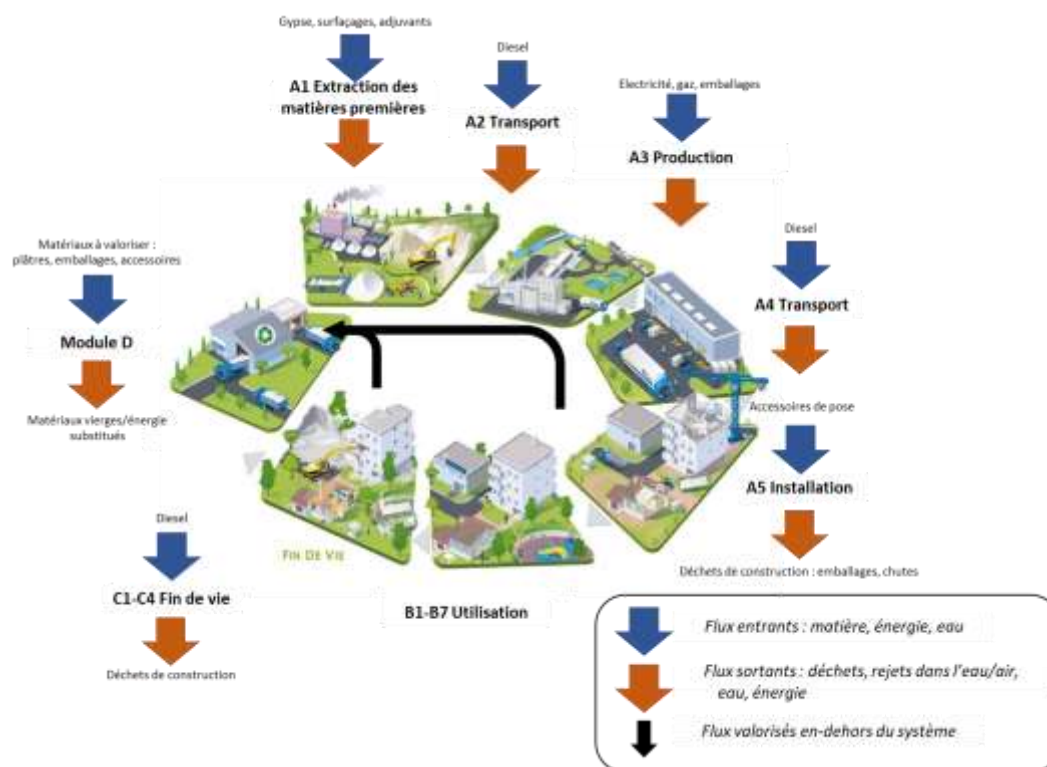 Gypse, surfaçages, adjuvants
A1 Extraction des
matières premières
Diesel
A2 Transport
Electricité, gaz, emballages
A3 Production
Diesel
A4 Transport
Accessoires de pose
A5 Installation
Déchets de construction : emballages, chutes
B1-B7 Utilisation
FIN DE VIE
Diesel
C1-C4 Fin de vie
Déchets de construction
Matériaux à valoriser :
plâtres, emballages, accessoires
Module D
Matériaux vierges/énergie
substitués
Flux entrants : matière, énergie, eau
Flux sortants : déchets, rejets dans l'eau/air,
eau, énergie
Flux valorisés en-dehors du système